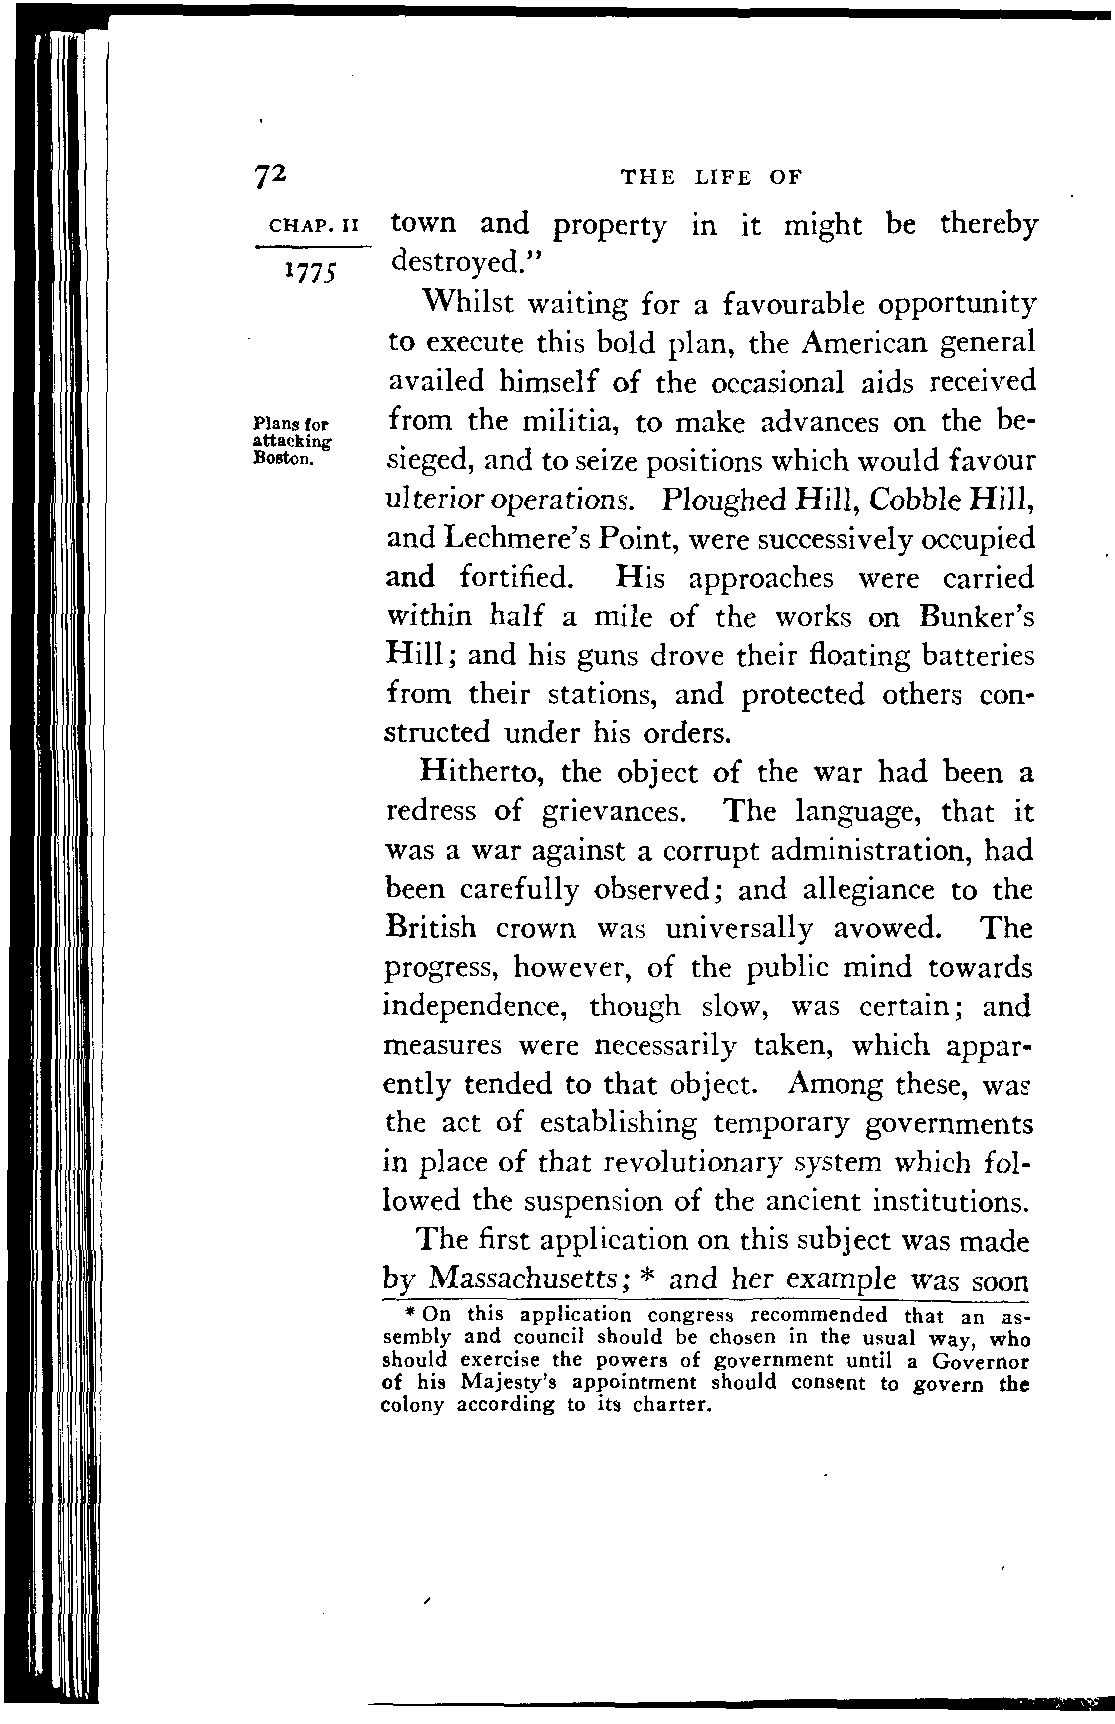 72 THE LIFE OF
CHAP. II town and property in it might be thereby
1775 destroyed."
Whilst waiting for a favourable opportunity
to execute this bold plan, the American general
availed himself of the occasional aids received
Plans for
attacking
Boston.
from the militia, to make advances on the be-
sieged, and to seize positions which would favour
ulterior operations. Ploughed Hill, Cobble Hill,
and Lechmere's Point, were successively occupied
and fortified. His approaches were carried
within half a mile of the works on Bunker's
Hill; and his guns drove their floating batteries
from their stations, and protected others con-
structed under his orders.
Hitherto, the object of the war had been a
redress of grievances. The language, that it
was a war against a corrupt administration, had
been carefully observed; and allegiance to the
British crown was universally avowed. The
progress, however, of the public mind towards
independence, though slow, was certain; and
measures were necessarily taken, which appar-
ently tended to that object. Among these, was
the act of establishing temporary governments
in place of that revolutionary system which fol-
lowed the suspension of the ancient institutions.
The first application on this subject was made
by Massachusetts; * and her example was soon
* On this application congress recommended that an as-
sembly and council should be chosen in the usual way, who
should exercise the powers of government until a Governor
of his Majesty's appointment should consent to govern the
colony according to its charter.